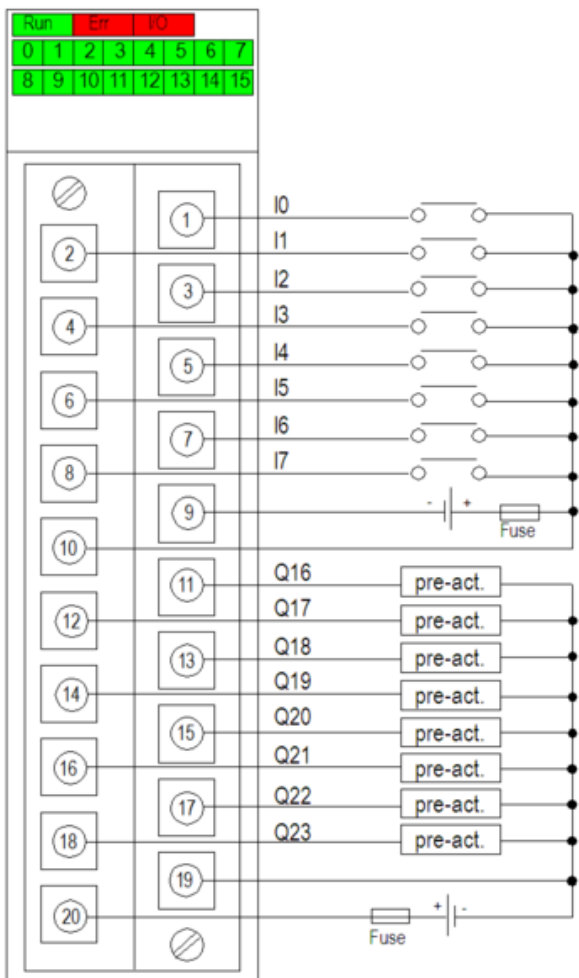 Run Err I/O
0 1 2 3 4 5 6 7
8 9 10 11 12 13 14 15
1 I0
2 I1
3 I2
4 I3
5 I4
6 I5
7 I6
8 I7
9 - +
Fuse
10
11 Q16 pre-act.
12 Q17 pre-act.
13 Q18 pre-act.
14 Q19 pre-act.
15 Q20 pre-act.
16 Q21 pre-act.
17 Q22 pre-act.
18 Q23 pre-act.
19
20 + -
Fuse